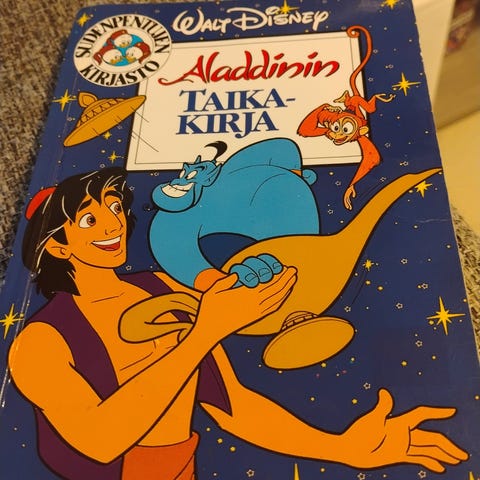 SUDENPENTUJEN
KIRJASTO
WALT DISNEY
Aladdinin
TAIKA-
KIRJA